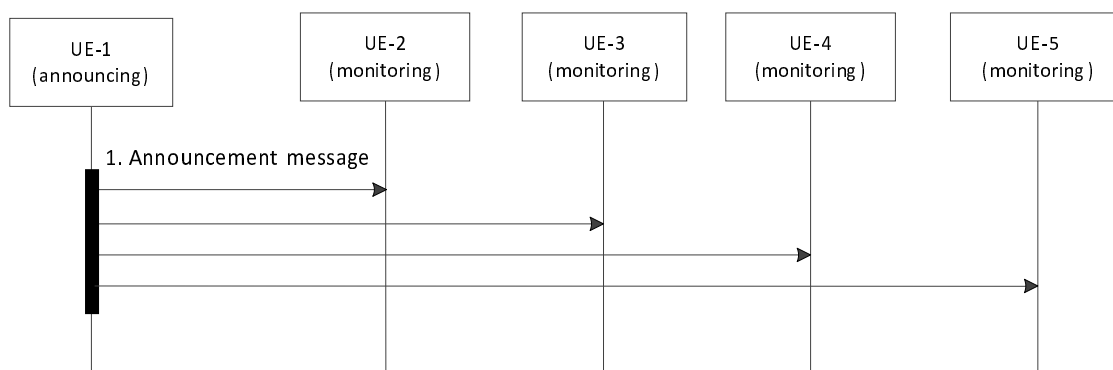 UE-1
(announcing)
UE-2
(monitoring)
UE-3
(monitoring)
UE-4
(monitoring)
UE-5
(monitoring)
1. Announcement message